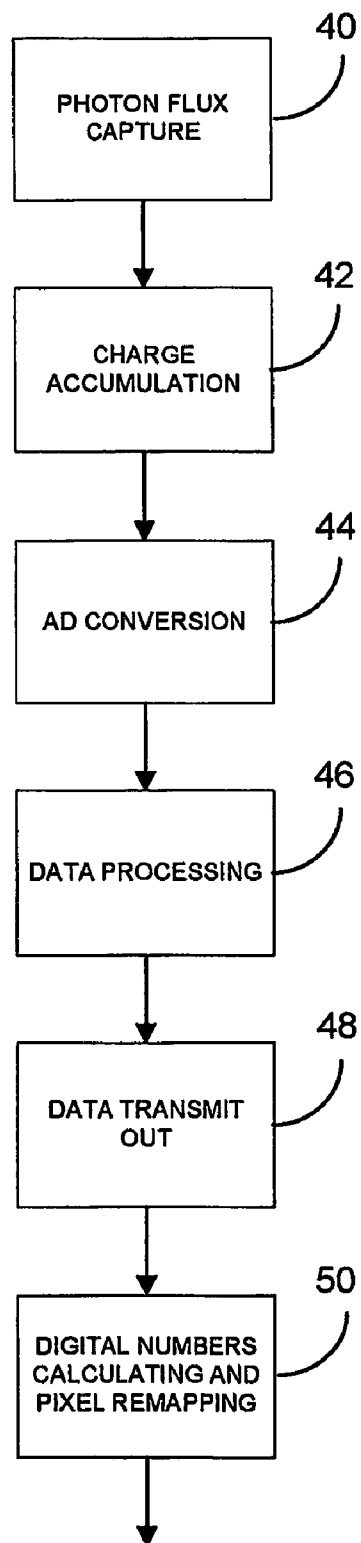 40
PHOTON FLUX
CAPTURE
42
CHARGE
ACCUMULATION
44
AD CONVERSION
46
DATA PROCESSING
48
DATA TRANSMIT
OUT
50
DIGITAL NUMBERS
CALCULATING AND
PIXEL REMAPPING